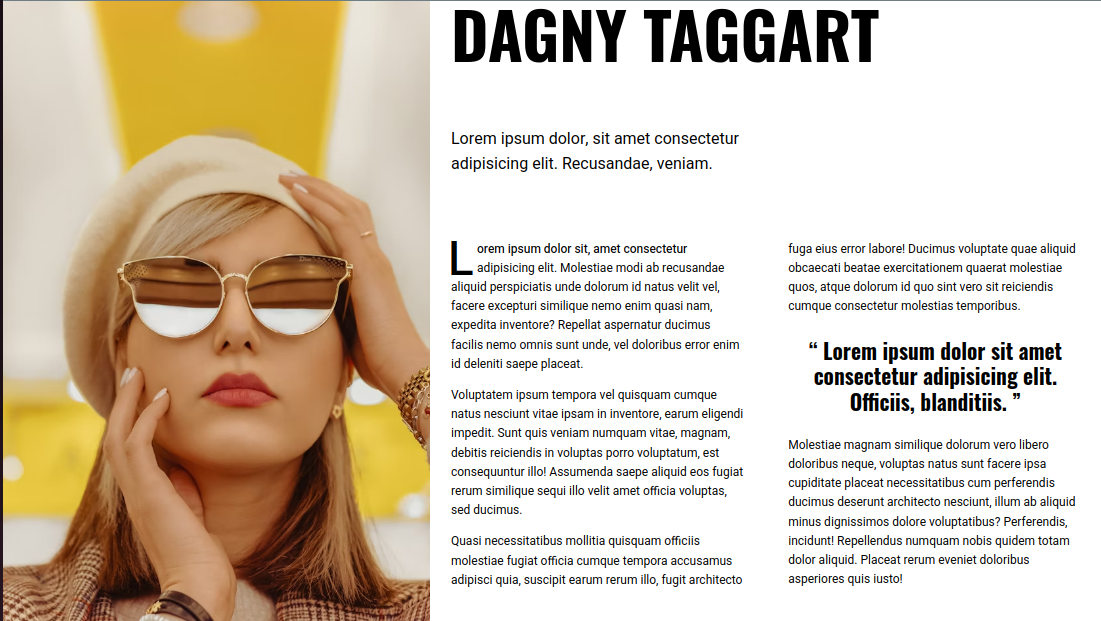 DAGNY TAGGART
Lorem ipsum dolor, sit amet consectetur
adipisicing elit. Recusandae, veniam.
Lorem ipsum dolor sit, amet consectetur
adipisicing elit. Molestiae modi ab recusandae
aliquid perspiciatis unde dolorum id natus velit vel,
facere excepturi similique nemo enim quasi nam,
expedita inventore? Repellat aspernatur ducimus
facilis nemo omnis sunt unde, vel doloribus error enim
id deleniti saepe placeat.
Voluptatem ipsum tempora vel quisquam cumque
natus nesciunt vitae ipsam in inventore, earum eligendi
impedit. Sunt quis veniam numquam vitae, magnam,
debitis reiciendis in voluptas porro voluptatum, est
consequuntur illo! Assumenda saepe aliquid eos fugiat
rerum similique sequi illo velit amet officia voluptas,
sed ducimus.
Quasi necessitatibus mollitia quisquam officiis
molestiae fugiat officia cumque tempora accusamus
adipisci quia, suscipit earum rerum illo, fugit architecto
fuga eius error labore! Ducimus voluptate quae aliquid
obcaecati beatae exercitationem quaerat molestiae
quos, atque dolorum id quo sint vero sit reiciendis
cumque consectetur molestias temporibus.
“ Lorem ipsum dolor sit amet
consectetur adipisicing elit.
Officiis, blanditiis. ”
Molestiae magnam similique dolorum vero libero
doloribus neque, voluptas natus sunt facere ipsa
cupiditate placeat necessitatibus cum perferendis
ducimus deserunt architecto nesciunt, illum ab aliquid
minus dignissimos dolore voluptatibus? Perferendis,
incidunt! Repellendus numquam nobis quidem totam
dolor aliquid. Placeat rerum eveniet doloribus
asperiores quis iusto!